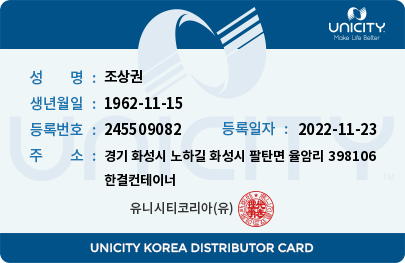 UNICITY
Make Life Better
성 명 : 조상권
생년월일 : 1962-11-15
등록번호 : 245509082 등록일자 : 2022-11-23
주 소 : 경기 화성시 노하길 화성시 팔탄면 율암리 398106
한결컨테이너
유니시티코리아(유)
UNICITY
UNICITY KOREA DISTRIBUTOR CARD